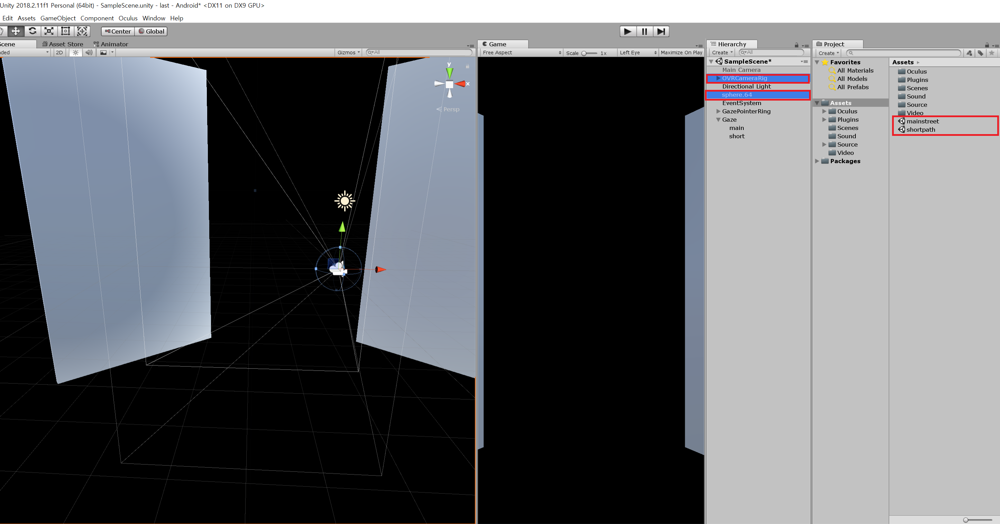 Unity 2018.2.11f1 Personal (64bit) - SampleScene.unity - last - Android* <DX11 on DX9 GPU>
Edit Assets GameObject Component Oculus Window Help
Center Global
Scene Asset Store Animator
ded 2D Gizmos All
y
x
Persp
Game
Free Aspect Scale 1x Left Eye Maximize On Play
Hierarchy
Create All
SampleScene*
Main Camera
OVRCameraRig
Directional Light
sphere.64
EventSystem
GazePointerRing
Gaze
main
short
Project
Create
Favorites
All Materials
All Models
All Prefabs
Assets
Oculus
Plugins
Scenes
Sound
Source
Video
Packages
Assets
Oculus
Plugins
Scenes
Sound
Source
Video
mainstreet
shortpath